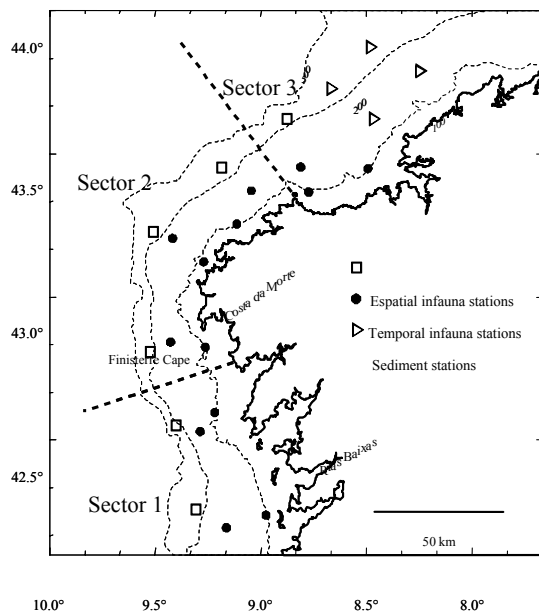 44.0°
Sector 3
200
100
43.5°
Sector 2
Costa da Morte
Espatial infauna stations
43.0°
Temporal infauna stations
Finisterre Cape
Sediment stations
Rias Baixas
42.5°
Sector 1
50 km
10.0°
9.5°
9.0°
8.5°
8.0°